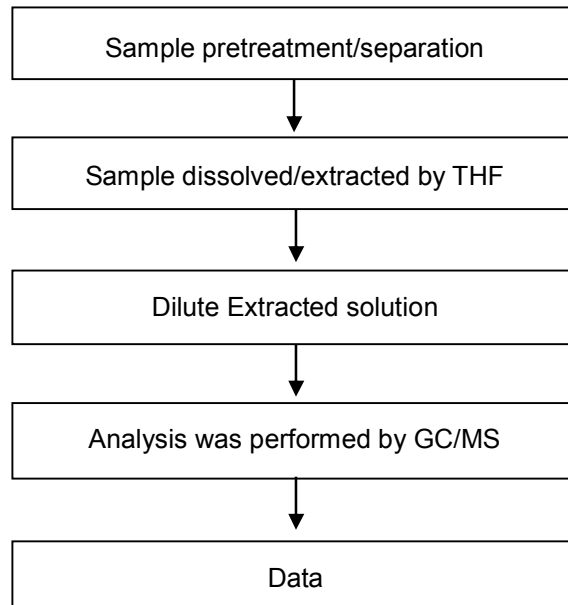 Sample pretreatment/separation
Sample dissolved/extracted by THF
Dilute Extracted solution
Analysis was performed by GC/MS
Data